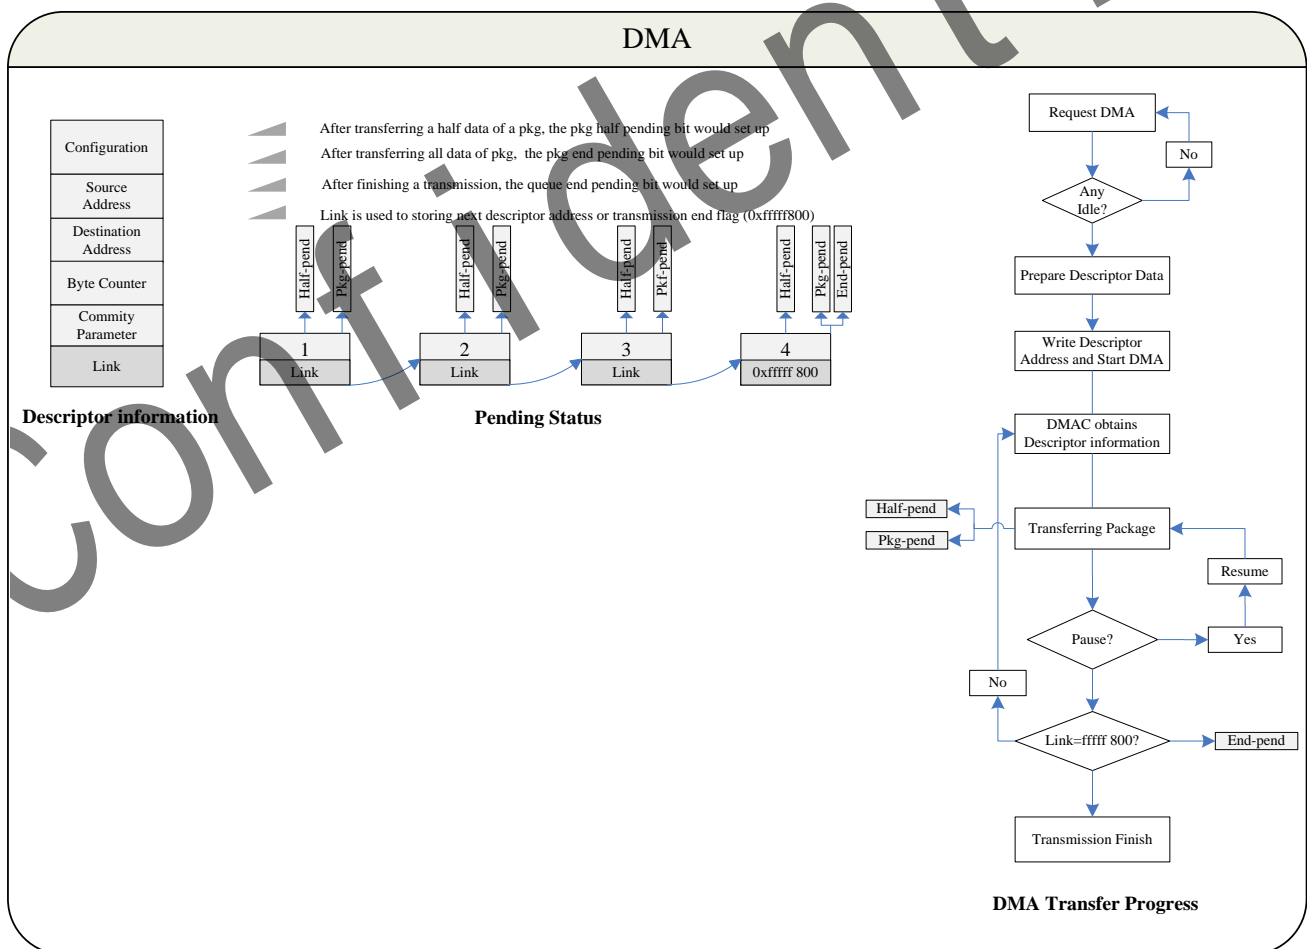 DMA
Configuration
Source
Address
Destination
Address
Byte Counter
Commity
Parameter
Link
Descriptor information
After transferring a half data of a pkg, the pkg half pending bit would set up
After transferring all data of pkg, the pkg end pending bit would set up
After finishing a transmission, the queue end pending bit would set up
Link is used to storing next descriptor address or transmission end flag (0xfffff800)
Half-pend
Pkg-pend
Half-pend
Pkg-pend
Half-pend
Pkf-pend
Half-pend
Pkg-pend
End-pend
1
Link
2
Link
3
Link
4
0xfffff 800
Pending Status
Request DMA
No
Any
Idle?
Prepare Descriptor Data
Write Descriptor
Address and Start DMA
DMAC obtains
Descriptor information
Half-pend
Pkg-pend
Transferring Package
Resume
Pause?
Yes
No
Link=fffff 800?
End-pend
Transmission Finish
DMA Transfer Progress
Confident